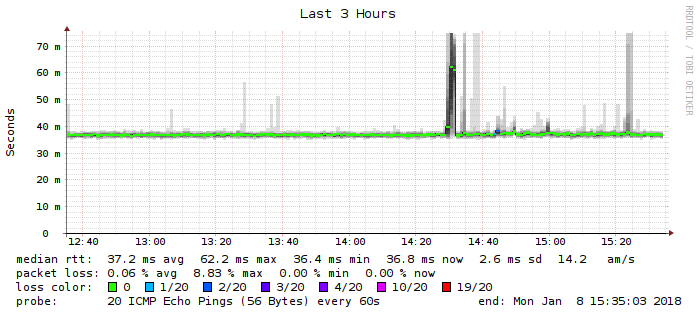 Last 3 Hours
RRDTOOL / TOBI OETIKER
Seconds
70 m
60 m
50 m
40 m
30 m
20 m
10 m
0
12:40 13:00 13:20 13:40 14:00 14:20 14:40 15:00 15:20
median rtt: 37.2 ms avg 62.2 ms max 36.4 ms min 36.8 ms now 2.6 ms sd 14.2 am/s
packet loss: 0.06 % avg 8.83 % max 0.00 % min 0.00 % now
loss color: 0 1/20 2/20 3/20 4/20 10/20 19/20
probe: 20 ICMP Echo Pings (56 Bytes) every 60s end: Mon Jan 8 15:35:03 2018